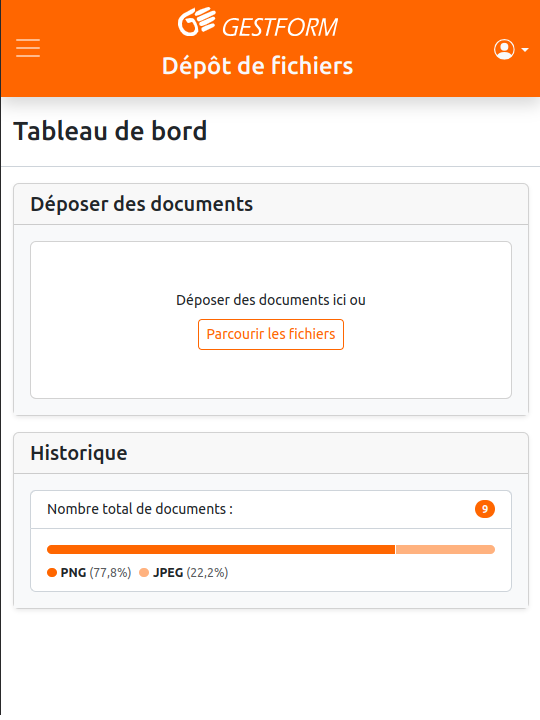 GESTFORM
Dépôt de fichiers
Tableau de bord
Déposer des documents
Déposer des documents ici ou
Parcourir les fichiers
Historique
Nombre total de documents : 9
PNG (77,8%) JPEG (22,2%)